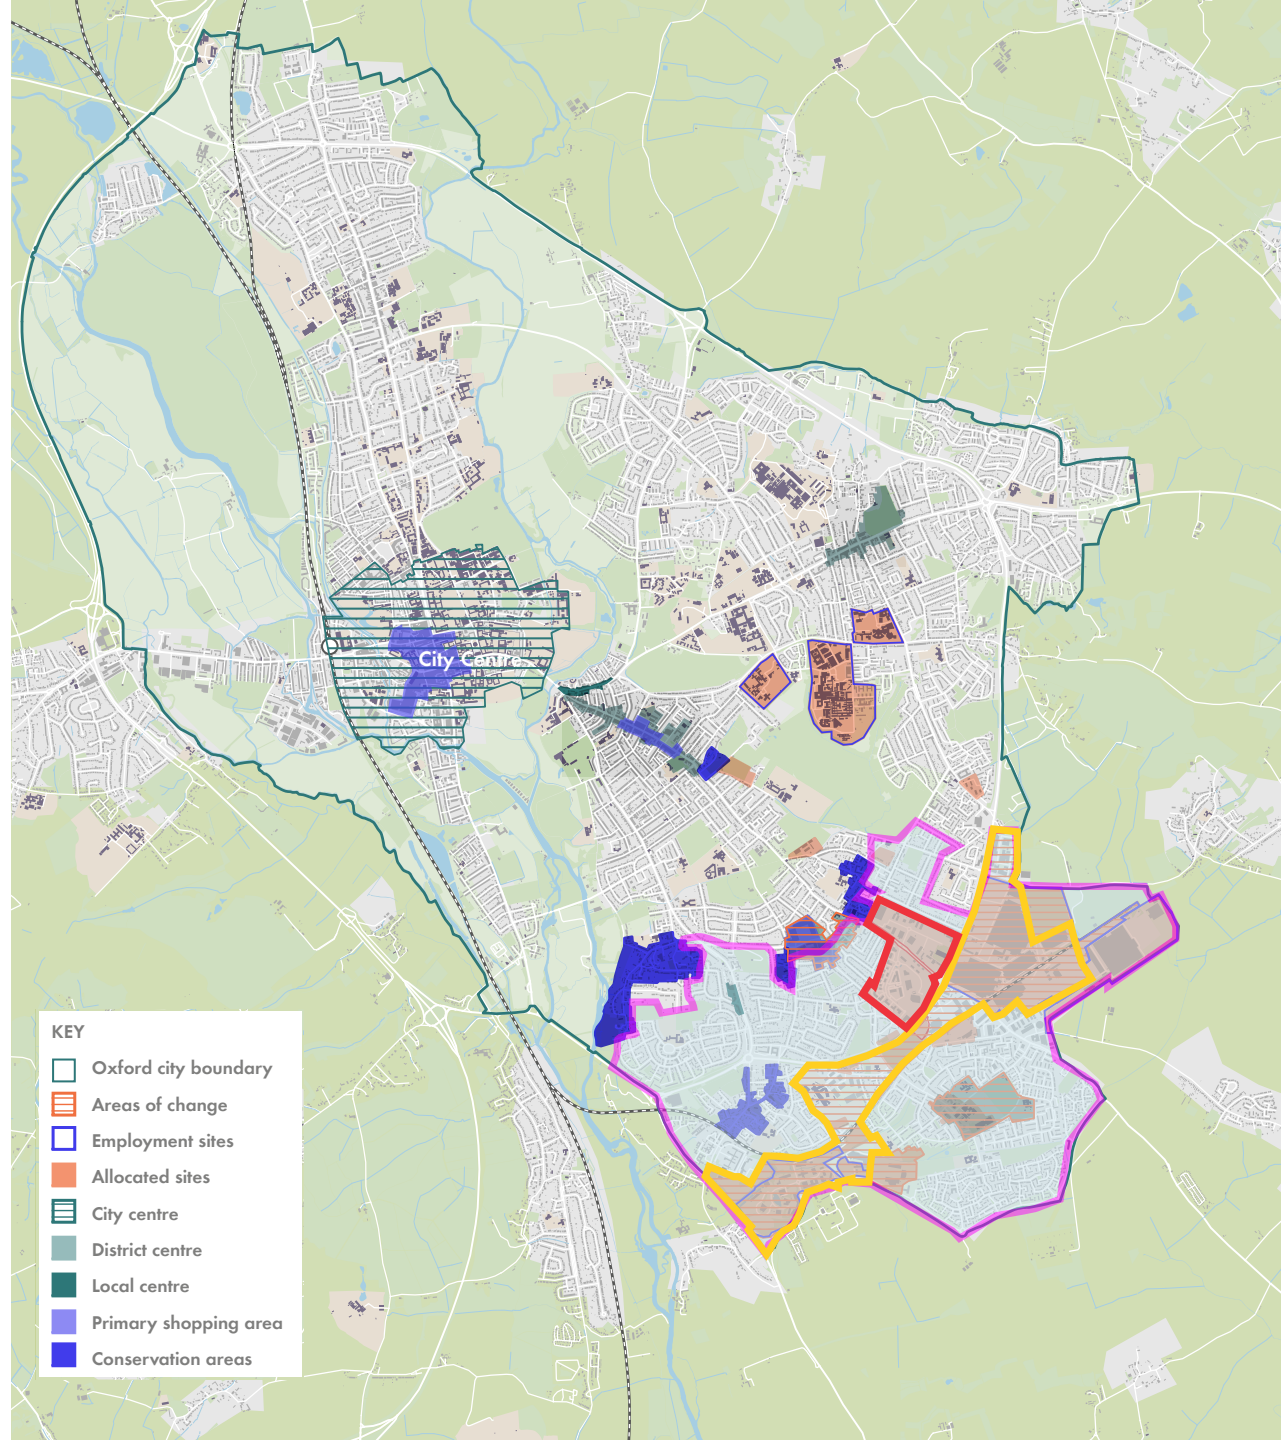 City Centre
KEY
Oxford city boundary
Areas of change
Employment sites
Allocated sites
City centre
District centre
Local centre
Primary shopping area
Conservation areas